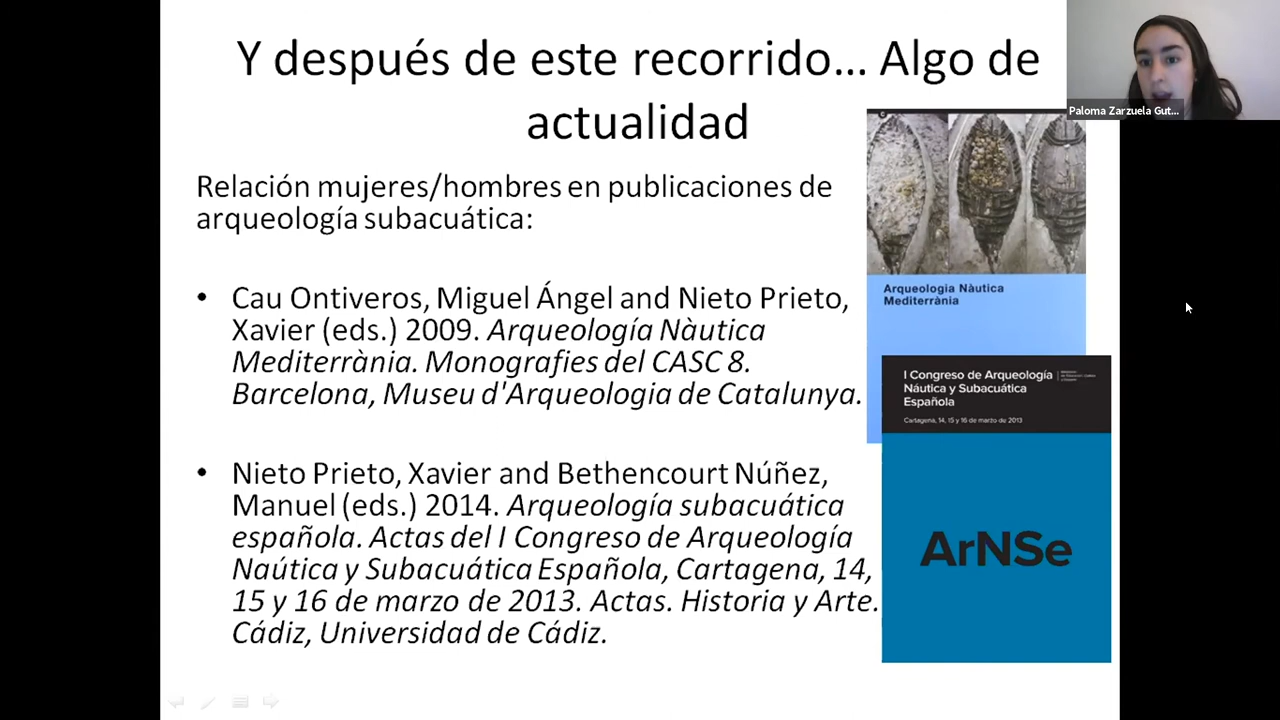 Y después de este recorrido... Algo de
actualidad
Paloma Zarzuela Gut...
Relación mujeres/hombres en publicaciones de
arqueología subacuática:
• Cau Ontiveros, Miguel Ángel and Nieto Prieto,
Xavier (eds.) 2009. Arqueología Nàutica
Mediterrània. Monografies del CASC 8.
Barcelona, Museu d'Arqueologia de Catalunya.
• Nieto Prieto, Xavier and Bethencourt Núñez,
Manuel (eds.) 2014. Arqueología subacuática
española. Actas del I Congreso de Arqueología
Naútica y Subacuática Española, Cartagena, 14,
15 y 16 de marzo de 2013. Actas. Historia y Arte.
Cádiz, Universidad de Cádiz.
Arqueologia Nàutica
Mediterrània
I Congreso de Arqueología
Náutica y Subacuática
Española
Cartagena, 14, 15 y 16 de marzo de 2013
ArNSe